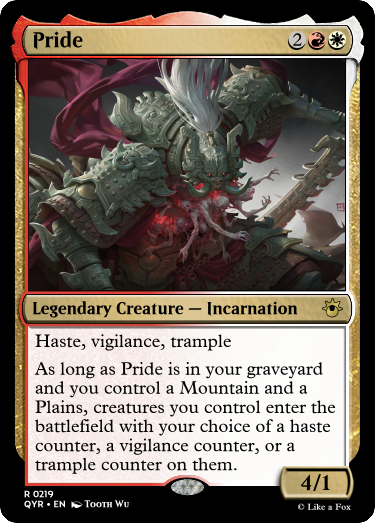 Pride 2
Legendary Creature — Incarnation
Haste, vigilance, trample
As long as Pride is in your graveyard
and you control a Mountain and a
Plains, creatures you control enter the
battlefield with your choice of a haste
counter, a vigilance counter, or a
trample counter on them.
4/1
R 0219
QYR • EN Tooth Wu
© Like a Fox